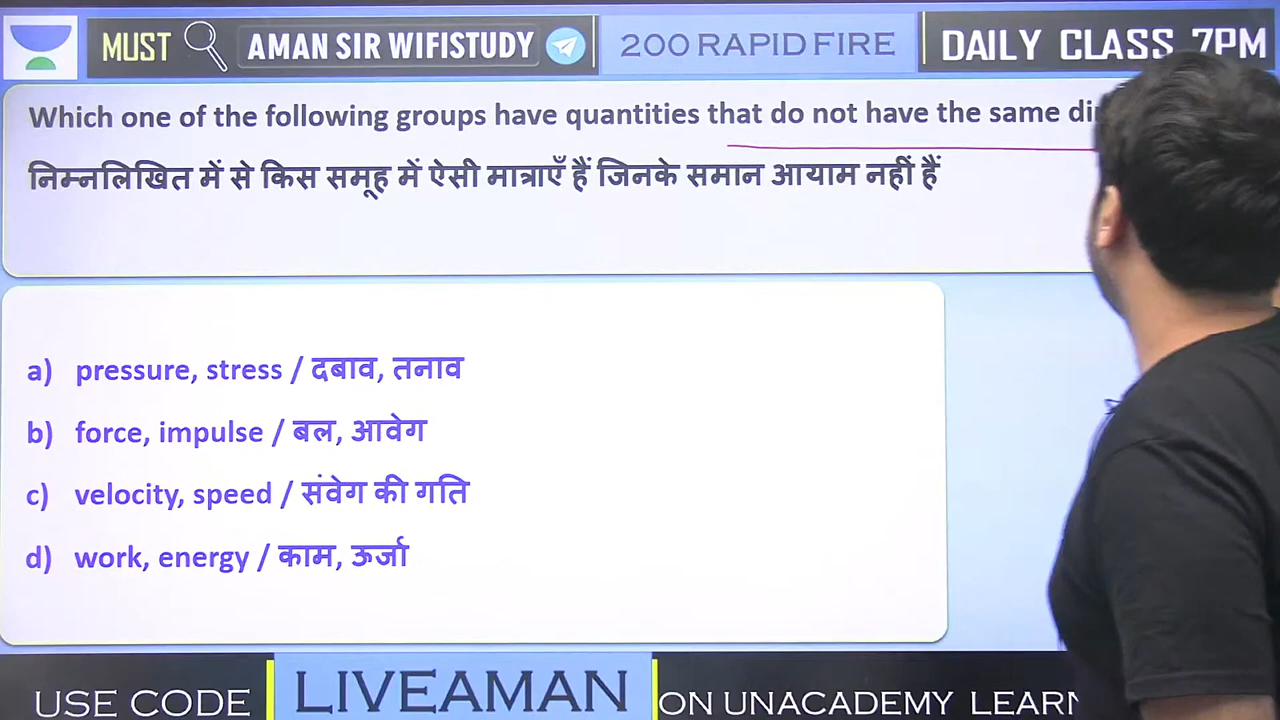 MUST AMAN SIR WIFISTUDY 200 RAPID FIRE DAILY CLASS 7PM
Which one of the following groups have quantities that do not have the same
निम्नलिखित में से किस समूह में ऐसी मात्राएँ हैं जिनके समान आयाम नहीं हैं
a) pressure, stress / दबाव, तनाव
b) force, impulse / बल, आवेग
c) velocity, speed / संवेग की गति
d) work, energy / काम, ऊर्जा
USE CODE LIVEAMAN ON UNACADEMY LEARN